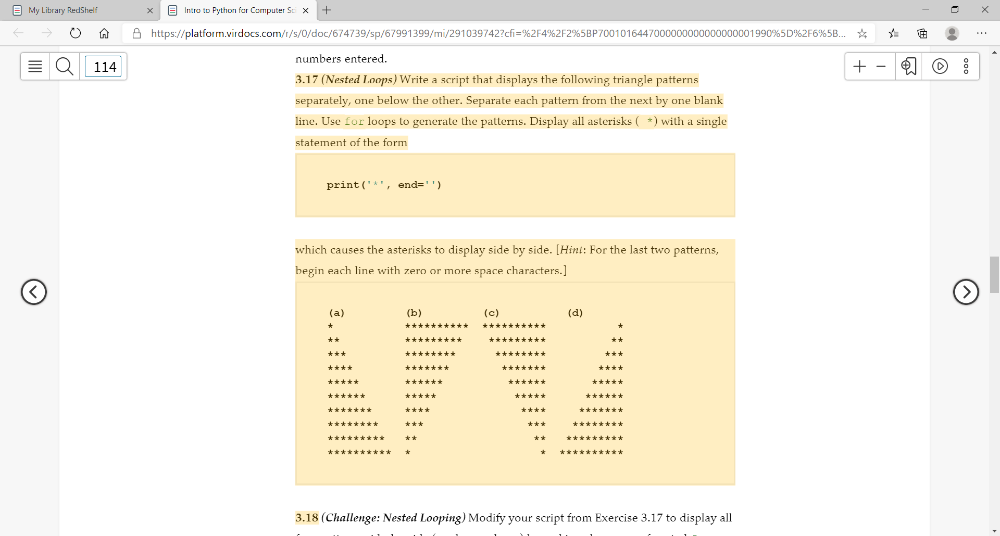 My Library RedShelf
Intro to Python for Computer Sci
https://platform.virdocs.com/r/s/0/doc/674739/sp/67991399/mi/291039742?cfi=%2F4%2F2%5BP7001016447000000000000000001990%5D%2F6%5B...
114
numbers entered.
3.17 (Nested Loops) Write a script that displays the following triangle patterns
separately, one below the other. Separate each pattern from the next by one blank
line. Use for loops to generate the patterns. Display all asterisks ( *) with a single
statement of the form
print('*', end='')
which causes the asterisks to display side by side. [Hint: For the last two patterns,
begin each line with zero or more space characters.]
(a) (b) (c) (d)
* ********** ********** *
** ********* ********* **
*** ******** ******** ***
**** ******* ******* ****
***** ****** ****** *****
****** ***** ***** ******
******* **** **** *******
******** *** *** ********
********* ** ** *********
********** * * **********
3.18 (Challenge: Nested Looping) Modify your script from Exercise 3.17 to display all